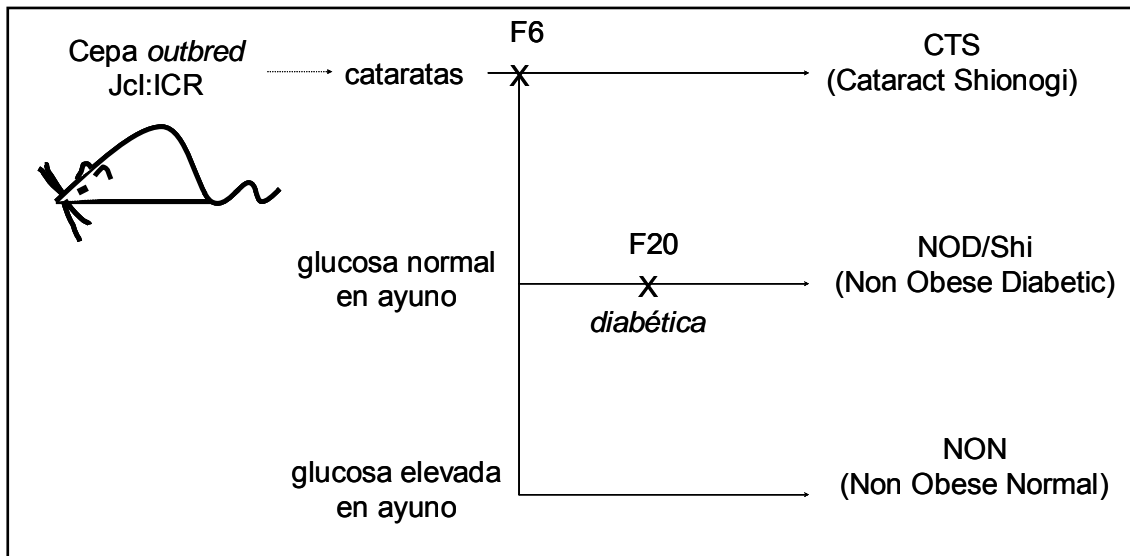 Cepa outbred
Jcl:ICR
cataratas
F6
CTS
(Cataract Shionogi)
glucosa normal
en ayuno
F20
X
diabética
NOD/Shi
(Non Obese Diabetic)
glucosa elevada
en ayuno
NON
(Non Obese Normal)
X